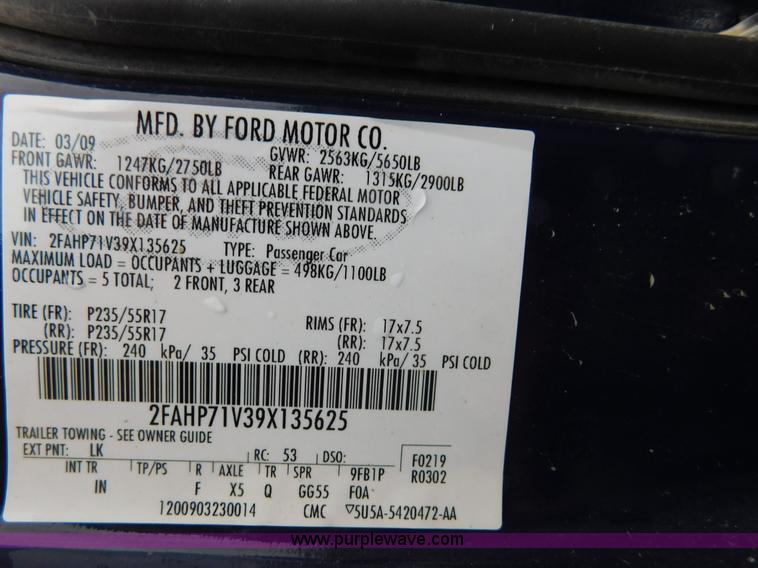 MFD. BY FORD MOTOR CO.
DATE: 03/09 GVWR: 2563KG/5650LB
FRONT GAWR: 1247KG/2750LB REAR GAWR: 1315KG/2900LB
THIS VEHICLE CONFORMS TO ALL APPLICABLE FEDERAL MOTOR
VEHICLE SAFETY, BUMPER, AND THEFT PREVENTION STANDARDS
IN EFFECT ON THE DATE OF MANUFACTURE SHOWN ABOVE.
VIN: 2FAHP71V39X135625 TYPE: Passenger Car
MAXIMUM LOAD = OCCUPANTS + LUGGAGE = 498KG/1100LB
OCCUPANTS = 5 TOTAL; 2 FRONT, 3 REAR
TIRE (FR): P235/55R17 RIMS (FR): 17x7.5
(RR): P235/55R17 (RR): 17x7.5
PRESSURE (FR): 240 kPa/ 35 PSI COLD (RR): 240 kPa/ 35 PSI COLD
2FAHP71V39X135625
TRAILER TOWING - SEE OWNER GUIDE
EXT PNT: LK RC: 53 DSO: F0219
INT TR TP/PS R AXLE TR SPR 9FB1P R0302
IN F X5 Q GG55 FOA
1200903230014 CMC ▽5U5A-5420472-AA
www.purplewave.com